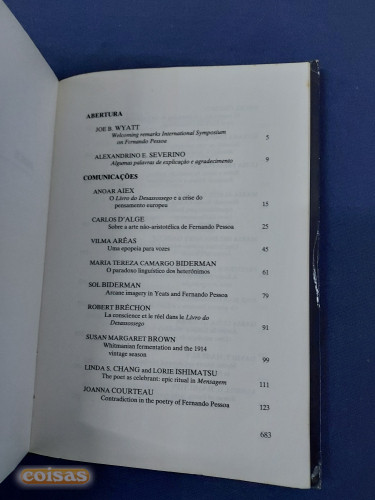 ABERTURA
JOE B. WYATT
Welcoming remarks International Symposium
on Fernando Pessoa 5
ALEXANDRINO E. SEVERINO
Algumas palavras de explicação e agradecimento 9
COMUNICAÇÕES
ANOAR AIEX
O Livro do Desassossego e a crise do
pensamento europeu 15
CARLOS D'ALGE
Sobre a arte não-aristotélica de Fernando Pessoa 25
VILMA ARÊAS
Uma epopeia para vozes 45
MARIA TEREZA CAMARGO BIDERMAN
O paradoxo linguístico dos heterónimos 61
SOL BIDERMAN
Arcane imagery in Yeats and Fernando Pessoa 79
ROBERT BRÉCHON
La conscience et le réel dans le Livro do
Desassossego 91
SUSAN MARGARET BROWN
Whitmanian fermentation and the 1914
vintage season 99
LINDA S. CHANG and LORIE ISHIMATSU
The poet as celebrant: epic ritual in Mensagem 111
JOANNA COURTEAU
Contradiction in the poetry of Fernando Pessoa 123
683
coisas